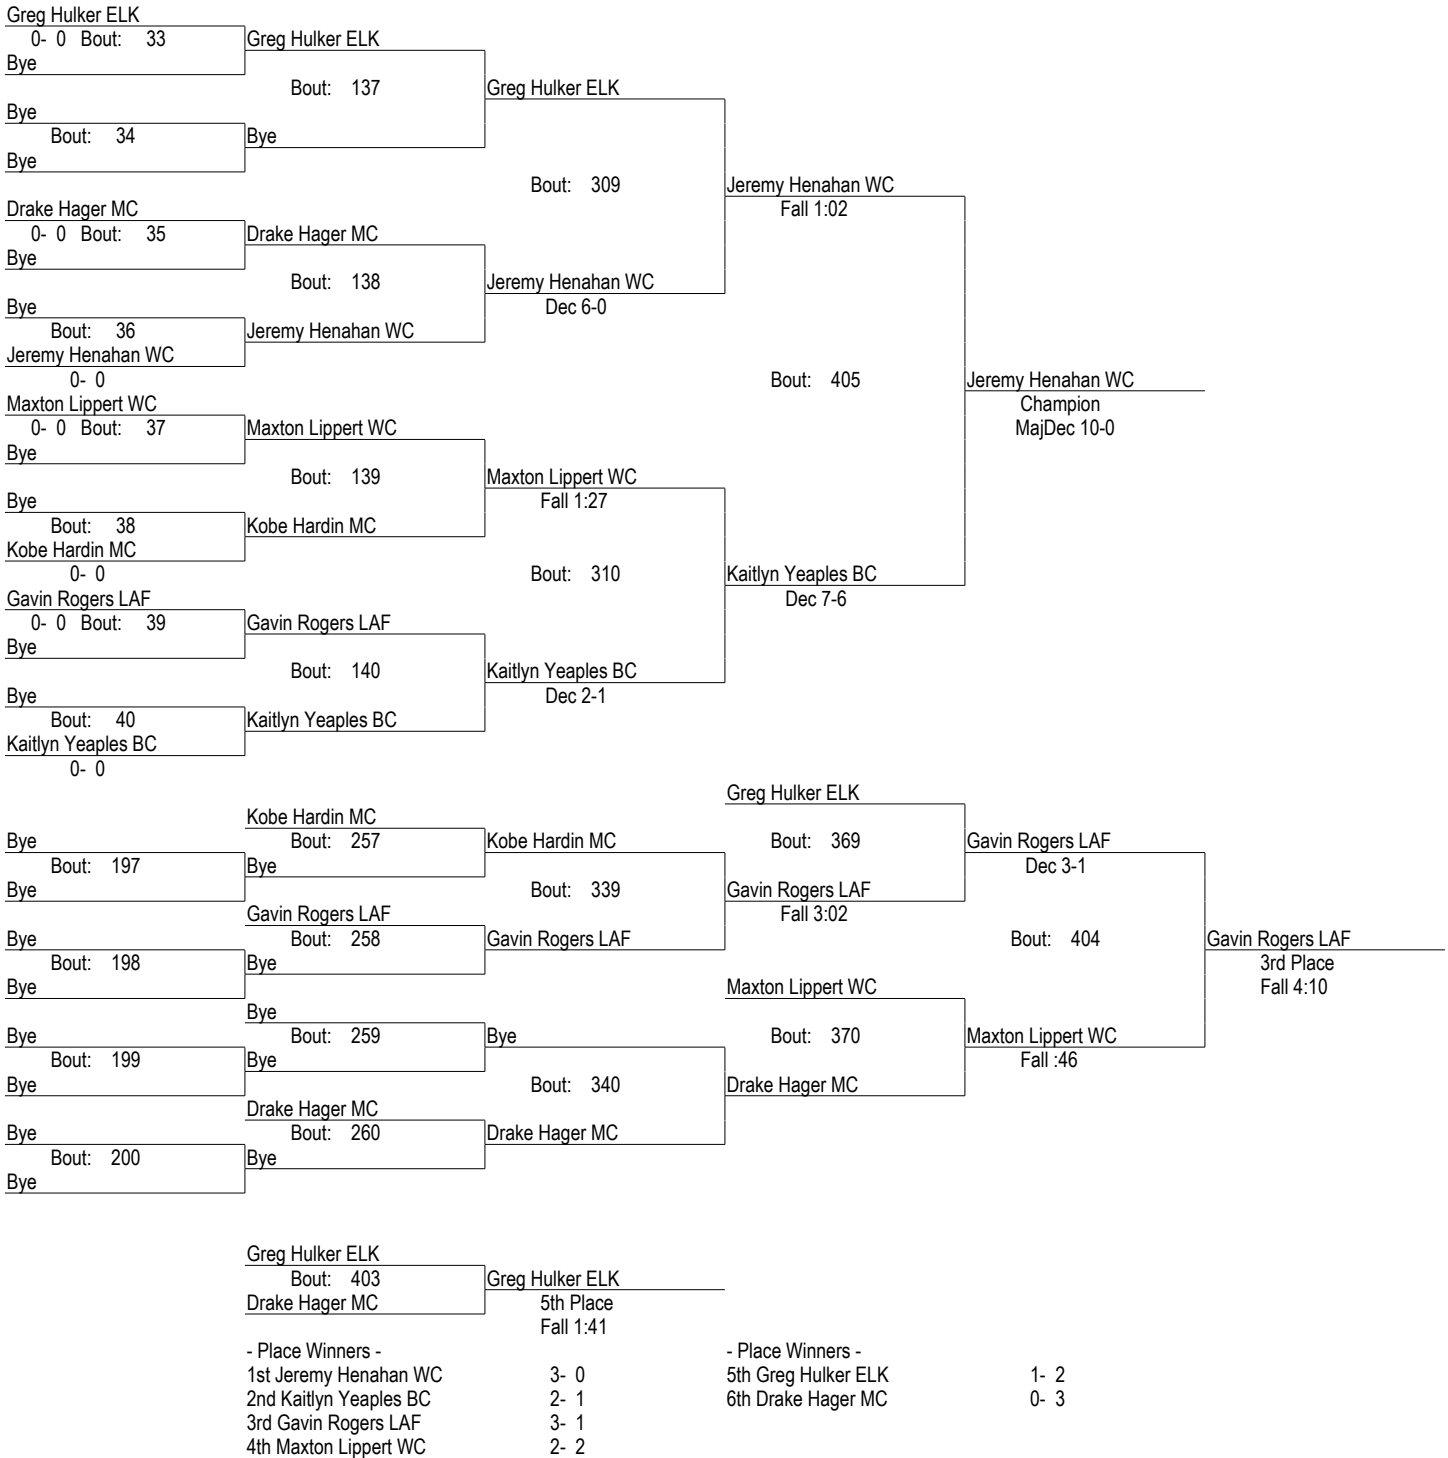 Greg Hulker ELK
0- 0 Bout: 33 Greg Hulker ELK
Bye
Bout: 137 Greg Hulker ELK
Bye
Bout: 34 Bye
Bye
Bout: 309 Jeremy Henahan WC
Drake Hager MC Fall 1:02
0- 0 Bout: 35 Drake Hager MC
Bye
Bout: 138 Jeremy Henahan WC
Bye Dec 6-0
Bout: 36 Jeremy Henahan WC
Jeremy Henahan WC
0- 0 Bout: 405 Jeremy Henahan WC
Maxton Lippert WC Champion
0- 0 Bout: 37 Maxton Lippert WC MajDec 10-0
Bye
Bout: 139 Maxton Lippert WC
Bye Fall 1:27
Bout: 38 Kobe Hardin MC
Kobe Hardin MC
0- 0 Bout: 310 Kaitlyn Yeaples BC
Gavin Rogers LAF Dec 7-6
0- 0 Bout: 39 Gavin Rogers LAF
Bye
Bout: 140 Kaitlyn Yeaples BC
Bye Dec 2-1
Bout: 40 Kaitlyn Yeaples BC
Kaitlyn Yeaples BC
0- 0
Greg Hulker ELK
Kobe Hardin MC
Bye Bout: 257 Kobe Hardin MC Bout: 369 Gavin Rogers LAF
Bout: 197 Bye Dec 3-1
Bye Bout: 339 Gavin Rogers LAF
Gavin Rogers LAF Fall 3:02
Bye Bout: 258 Gavin Rogers LAF Bout: 404 Gavin Rogers LAF
Bout: 198 Bye 3rd Place
Bye Maxton Lippert WC Fall 4:10
Bye
Bye Bout: 259 Bye Bout: 370 Maxton Lippert WC
Bout: 199 Bye Fall :46
Bye Bout: 340 Drake Hager MC
Drake Hager MC
Bye Bout: 260 Drake Hager MC
Bout: 200 Bye
Bye
Greg Hulker ELK
Bout: 403 Greg Hulker ELK
Drake Hager MC 5th Place
Fall 1:41
- Place Winners - - Place Winners -
1st Jeremy Henahan WC 3- 0 5th Greg Hulker ELK 1- 2
2nd Kaitlyn Yeaples BC 2- 1 6th Drake Hager MC 0- 3
3rd Gavin Rogers LAF 3- 1
4th Maxton Lippert WC 2- 2